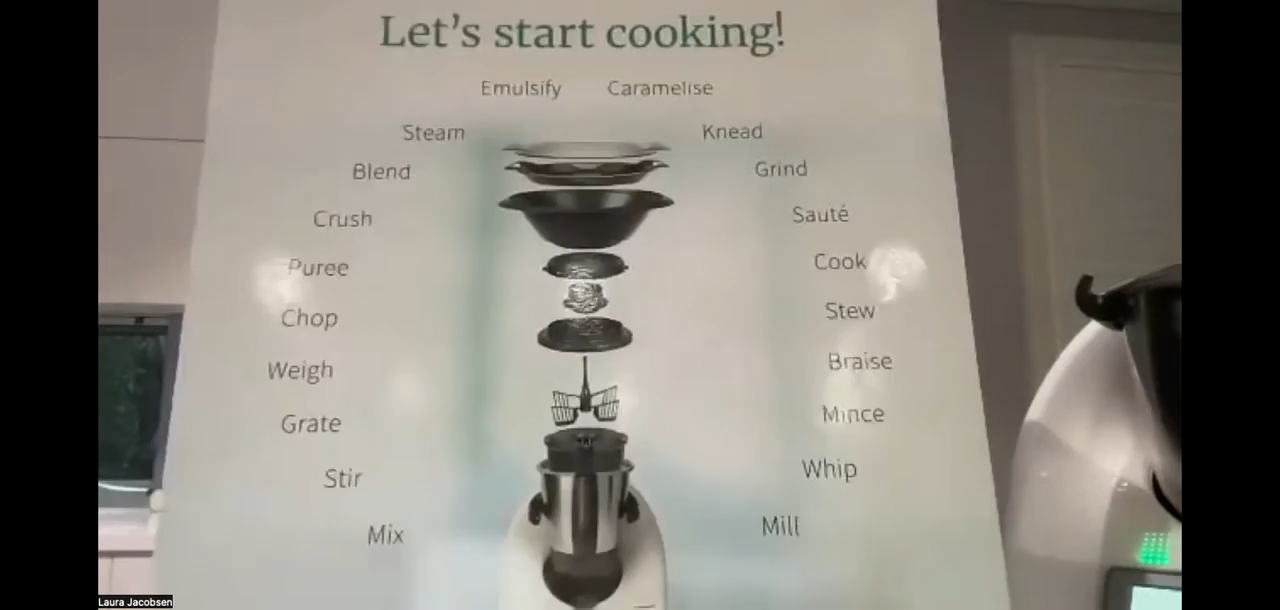 Let's start cooking!
Emulsify Caramelise
Steam Knead
Blend Grind
Crush Sauté
Puree Cook
Chop Stew
Weigh Braise
Grate Mince
Stir Whip
Mix Mill
Laura Jacobsen